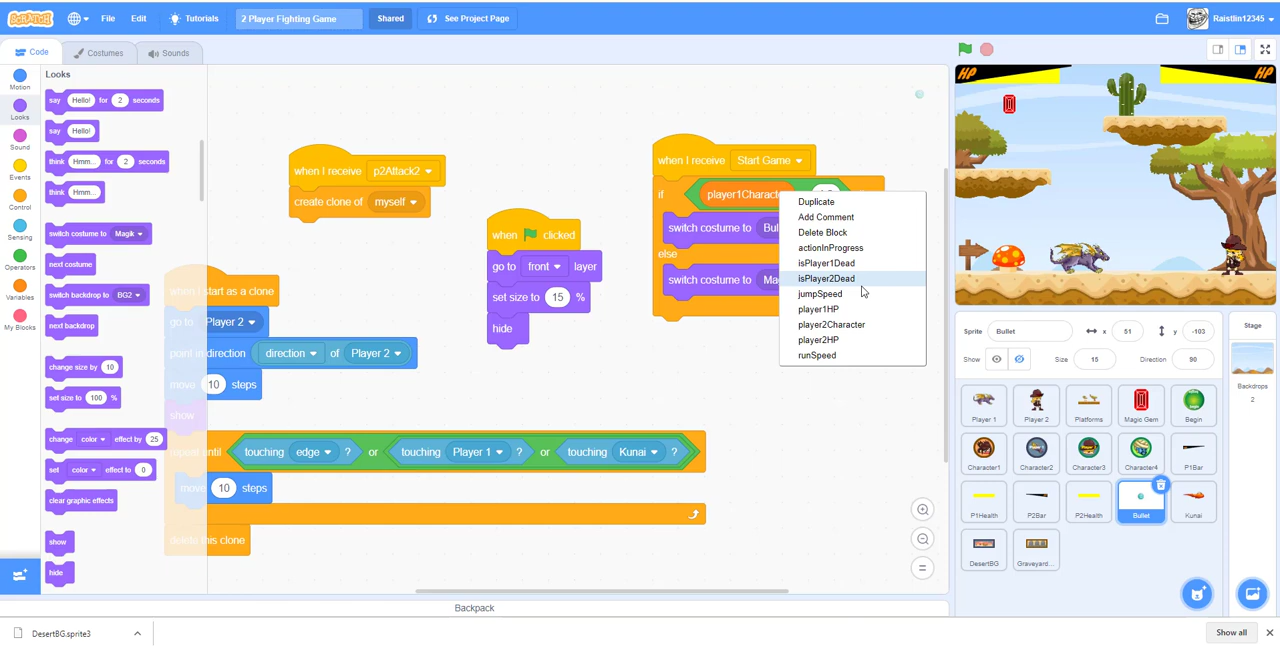 SCRATCH File Edit Tutorials 2 Player Fighting Game Shared See Project Page Raistlin12345
Code Costumes Sounds
Motion
Looks
Sound
Events
Control
Sensing
Operators
Variables
My Blocks
Looks
say Hello! for 2 seconds
say Hello!
think Hmm... for 2 seconds
think Hmm...
switch costume to Magik
next costume
switch backdrop to BG2
next backdrop
change size by 10
set size to 100 %
change color effect by 25
set color effect to 0
clear graphic effects
show
hide
when I receive p2Attack2
create clone of myself
when I start as a clone
go to Player 2
point in direction direction of Player 2
move 10 steps
show
repeat until touching edge ? or touching Player 1 ? or touching Kunai ?
move 10 steps
delete this clone
when clicked
go to front layer
set size to 15 %
hide
when I receive Start Game
if player1Charact
switch costume to Bul
else
switch costume to Ma
Duplicate
Add Comment
Delete Block
actionInProgress
isPlayer1Dead
isPlayer2Dead
jumpSpeed
player1HP
player2Character
player2HP
runSpeed
HP HP
Sprite Bullet x 51 y -103
Show Size 15 Direction 90
Stage
Backdrops
2
Player 1 Player 2 Platforms Magic Gem Begin
Character1 Character2 Character3 Character4 P1Bar
P1Health P2Bar P2Health Bullet Kunai
DesertBG Graveyard...
Backpack
DesertBG.sprite3 Show all